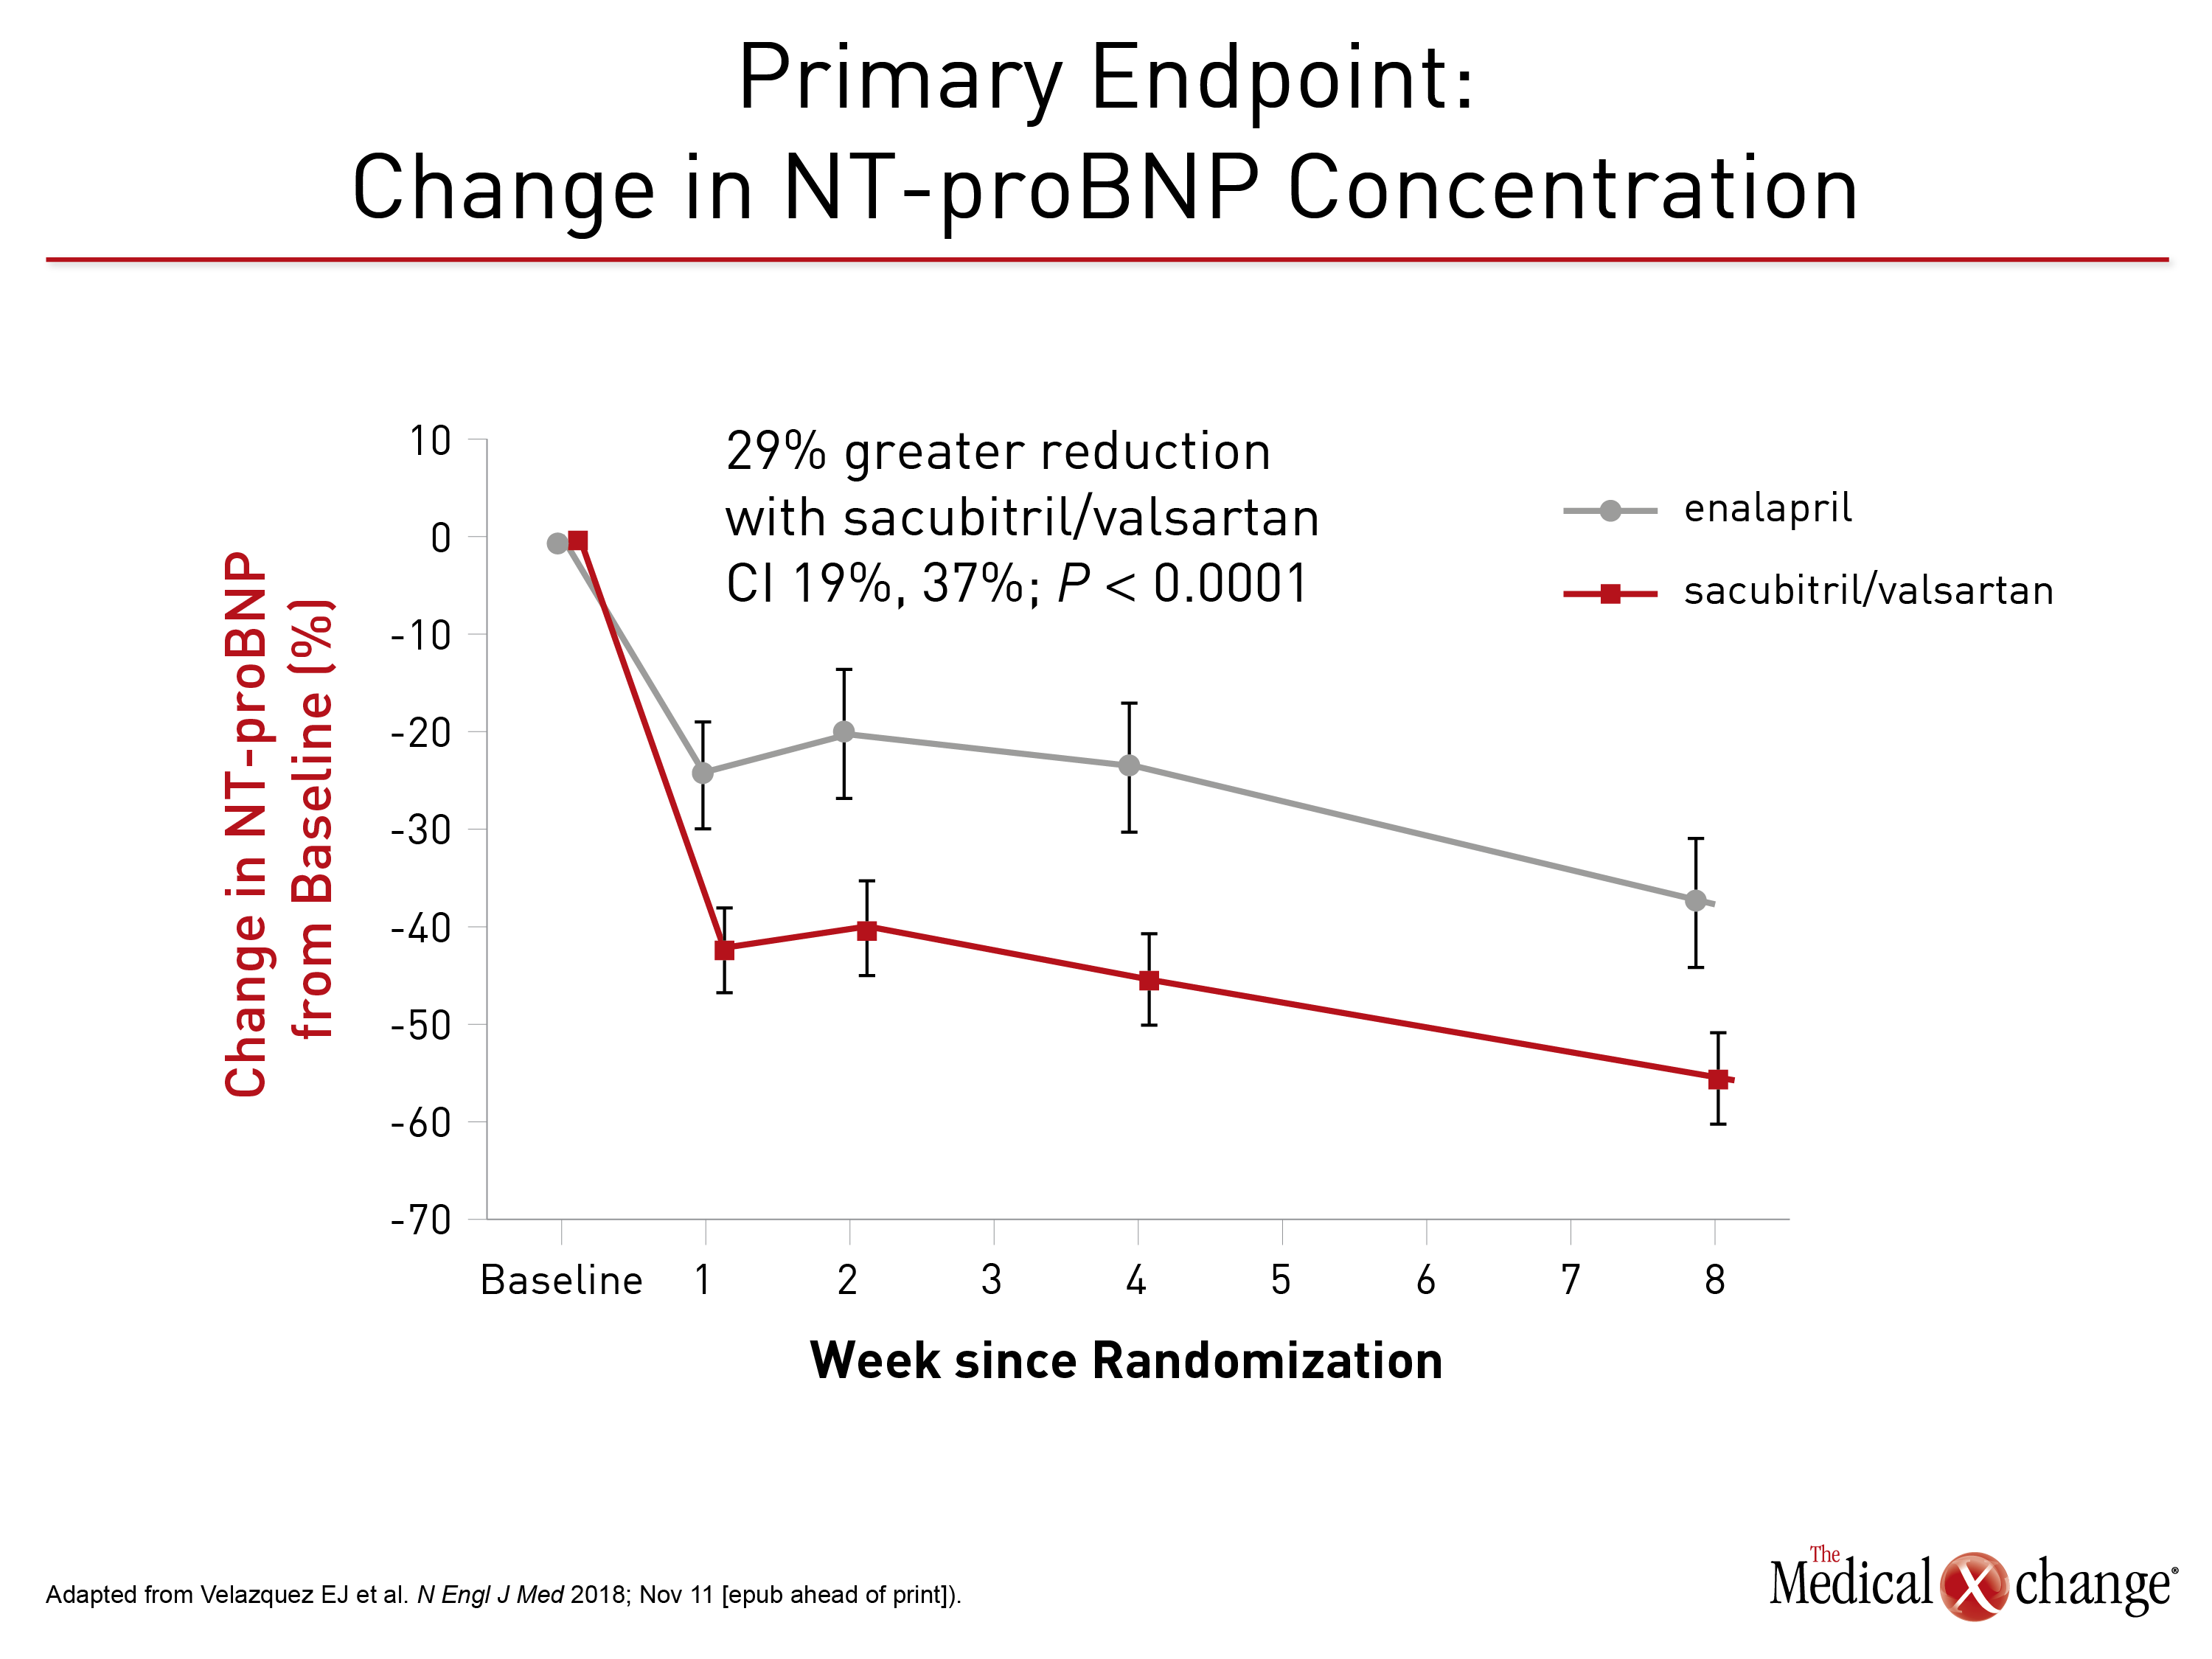 Primary Endpoint:
Change in NT-proBNP Concentration
29% greater reduction
with sacubitril/valsartan
CI 19%, 37%; P < 0.0001
enalapril
sacubitril/valsartan
Change in NT-proBNP
from Baseline (%)
10
0
-10
-20
-30
-40
-50
-60
-70
Baseline 1 2 3 4 5 6 7 8
Week since Randomization
Adapted from Velazquez EJ et al. N Engl J Med 2018; Nov 11 [epub ahead of print]).
The
Medical Xchange®